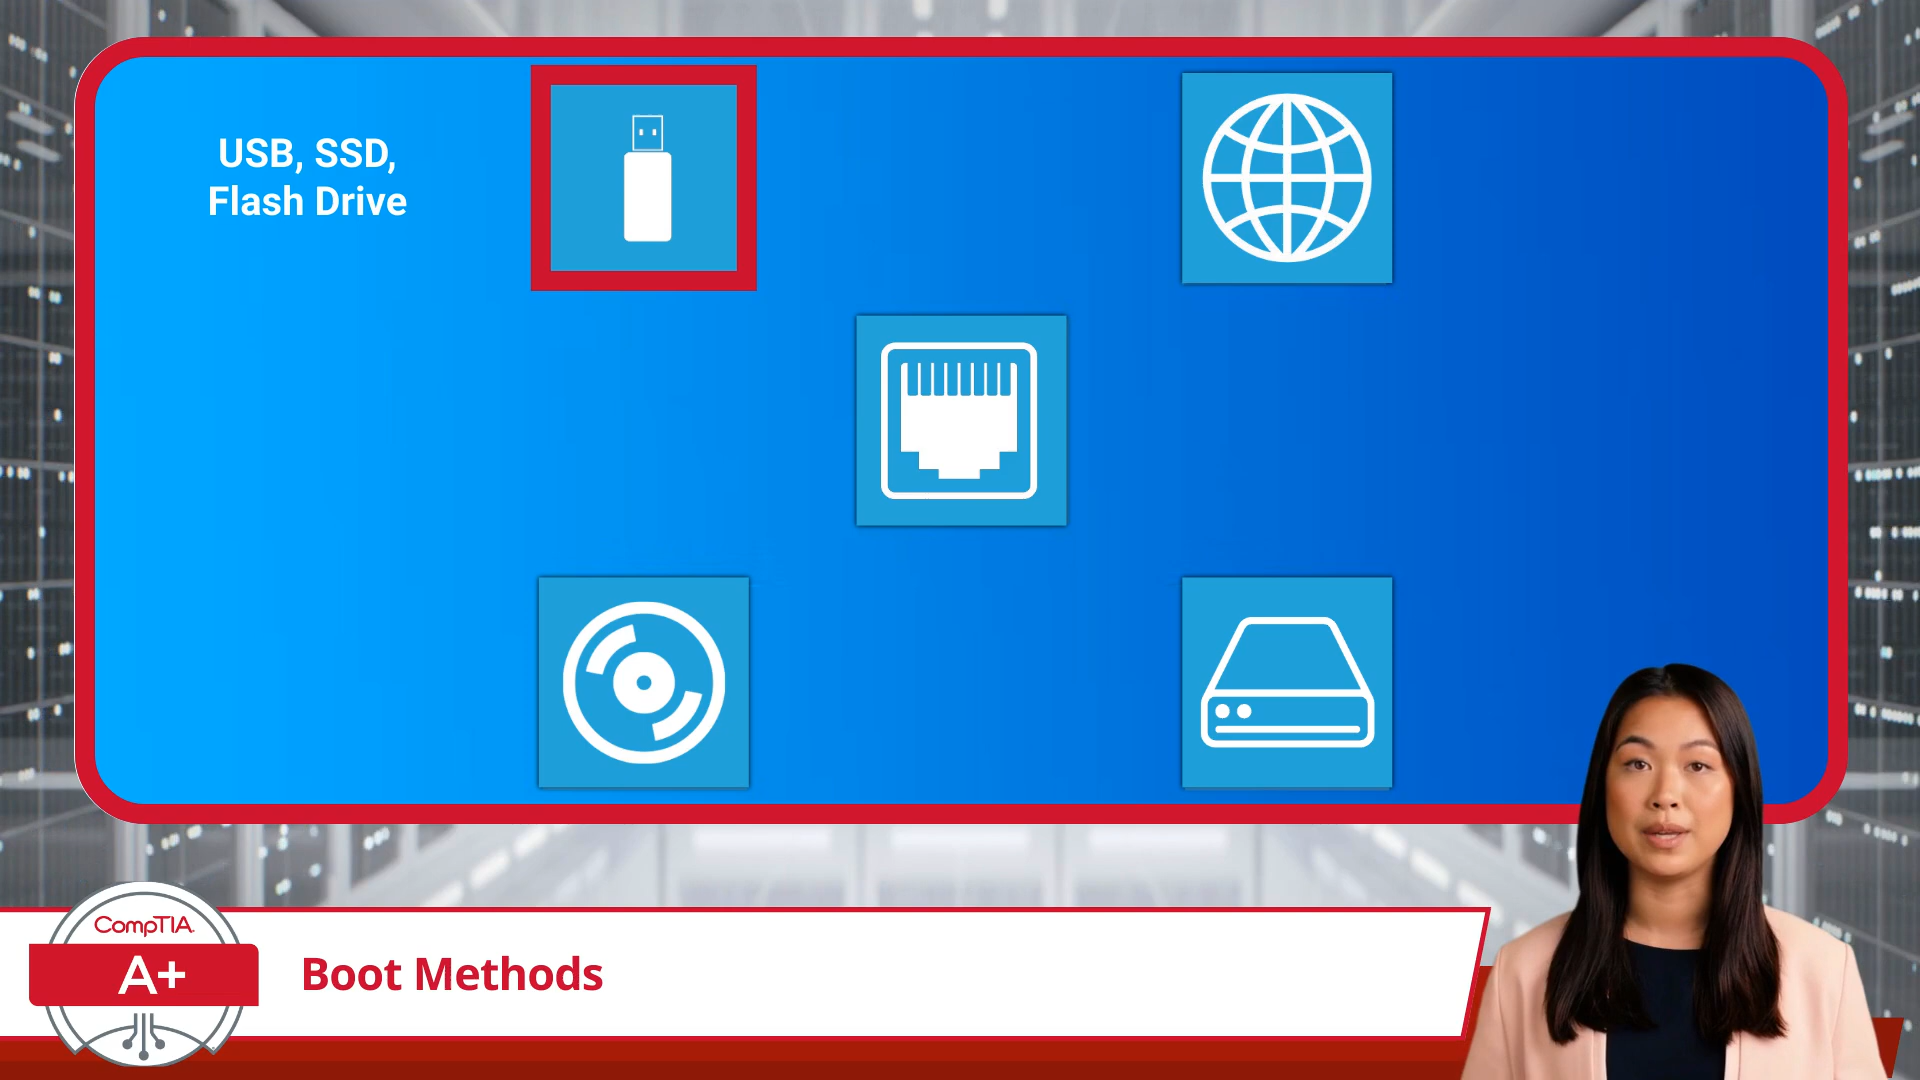 USB, SSD,
Flash Drive
CompTIA
A+
Boot Methods